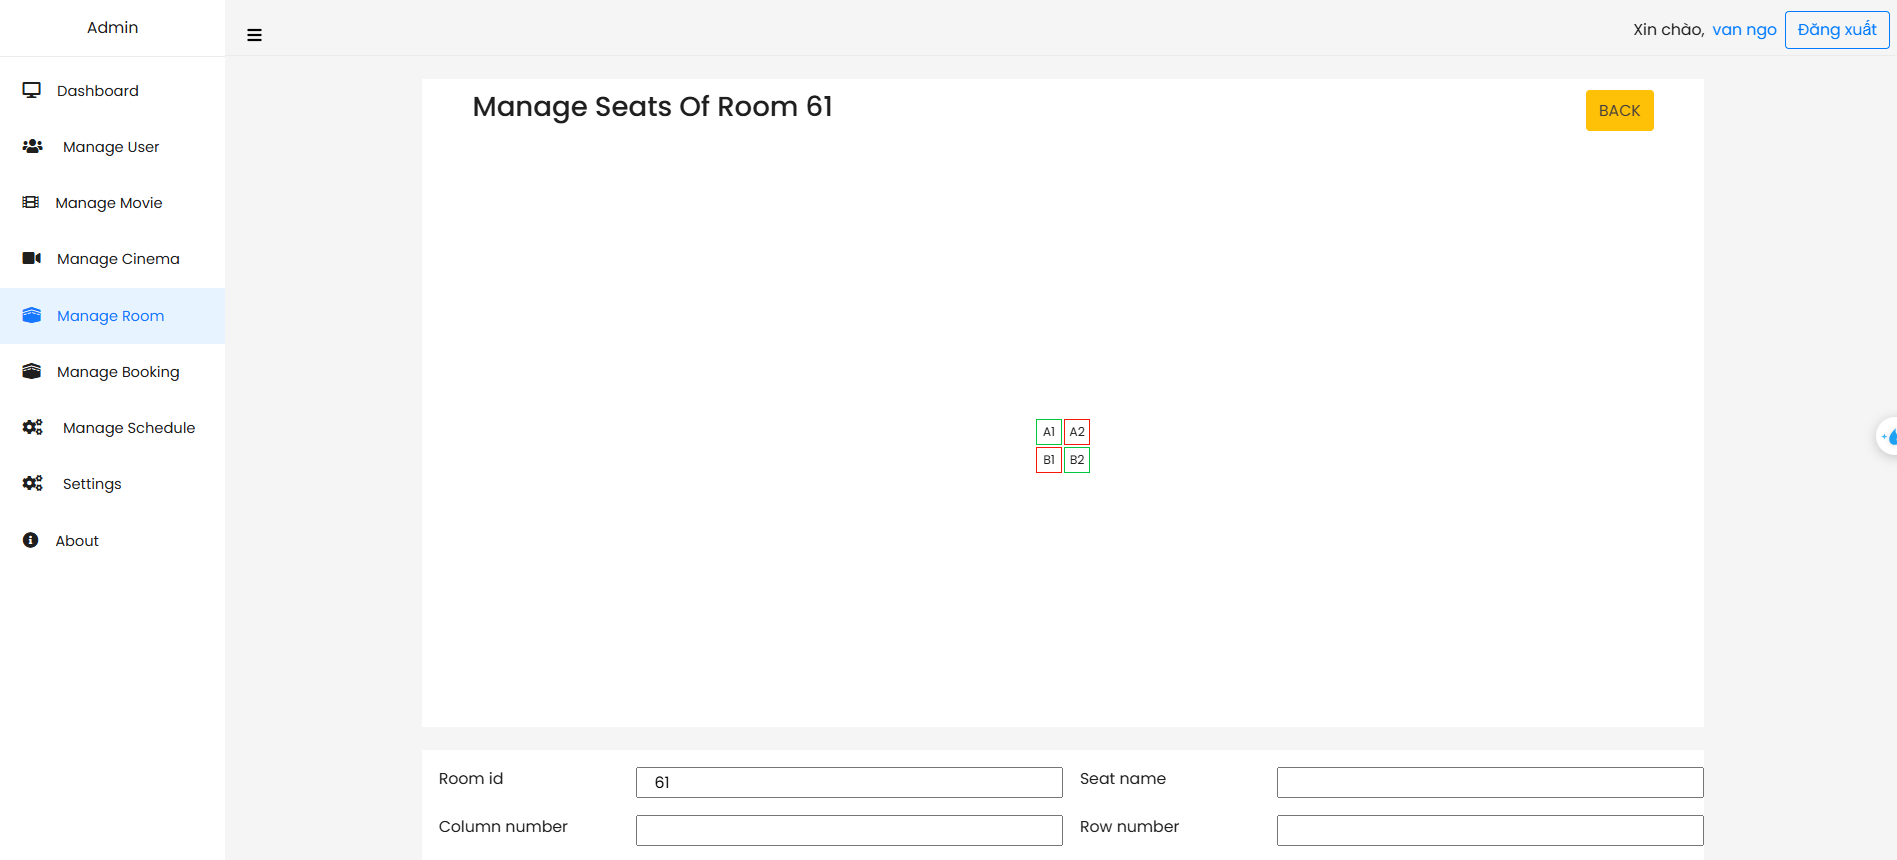 Admin
Xin chào, van ngo Đăng xuất
Dashboard
Manage User
Manage Movie
Manage Cinema
Manage Room
Manage Booking
Manage Schedule
Settings
About
Manage Seats Of Room 61
BACK
A1 A2
B1 B2
Room id 61 Seat name
Column number Row number